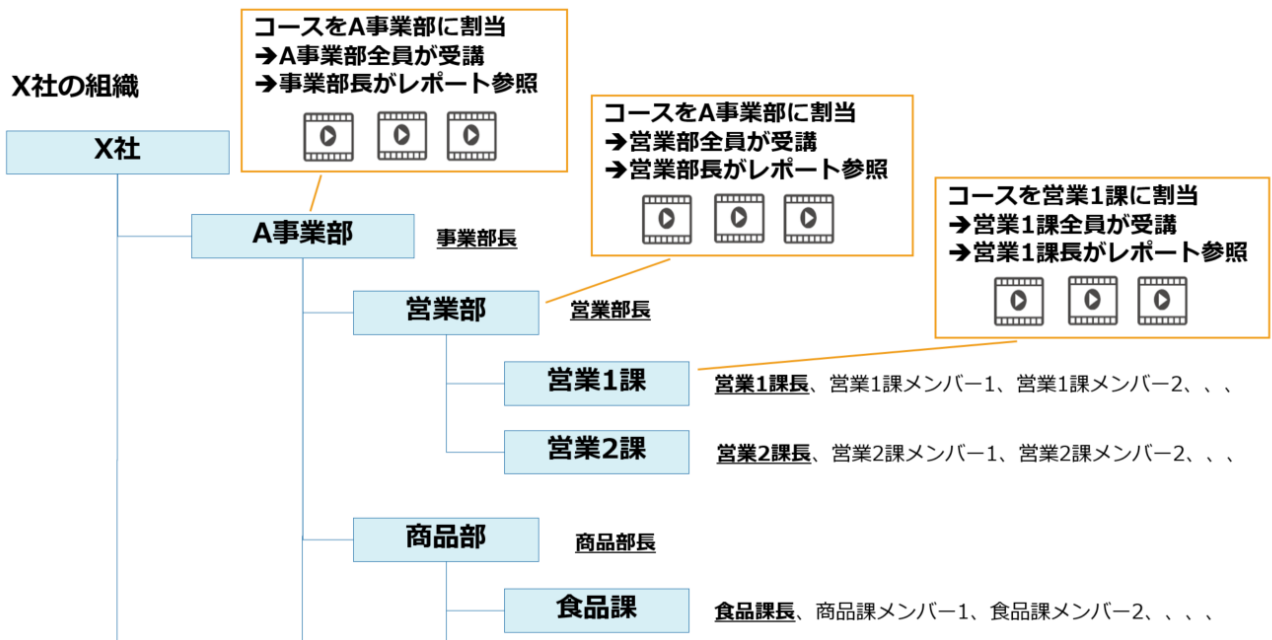 コースをA事業部に割当
➔A事業部全員が受講
➔事業部長がレポート参照
X社の組織
コースをA事業部に割当
➔営業部全員が受講
➔営業部長がレポート参照
X社
コースを営業1課に割当
➔営業1課全員が受講
➔営業1課長がレポート参照
A事業部 事業部長
営業部 営業部長
営業1課 営業1課長、営業1課メンバー1、営業1課メンバー2、、、
営業2課 営業2課長、営業2課メンバー1、営業2課メンバー2、、、
商品部 商品部長
食品課 食品課長、商品課メンバー1、食品課メンバー2、、、、